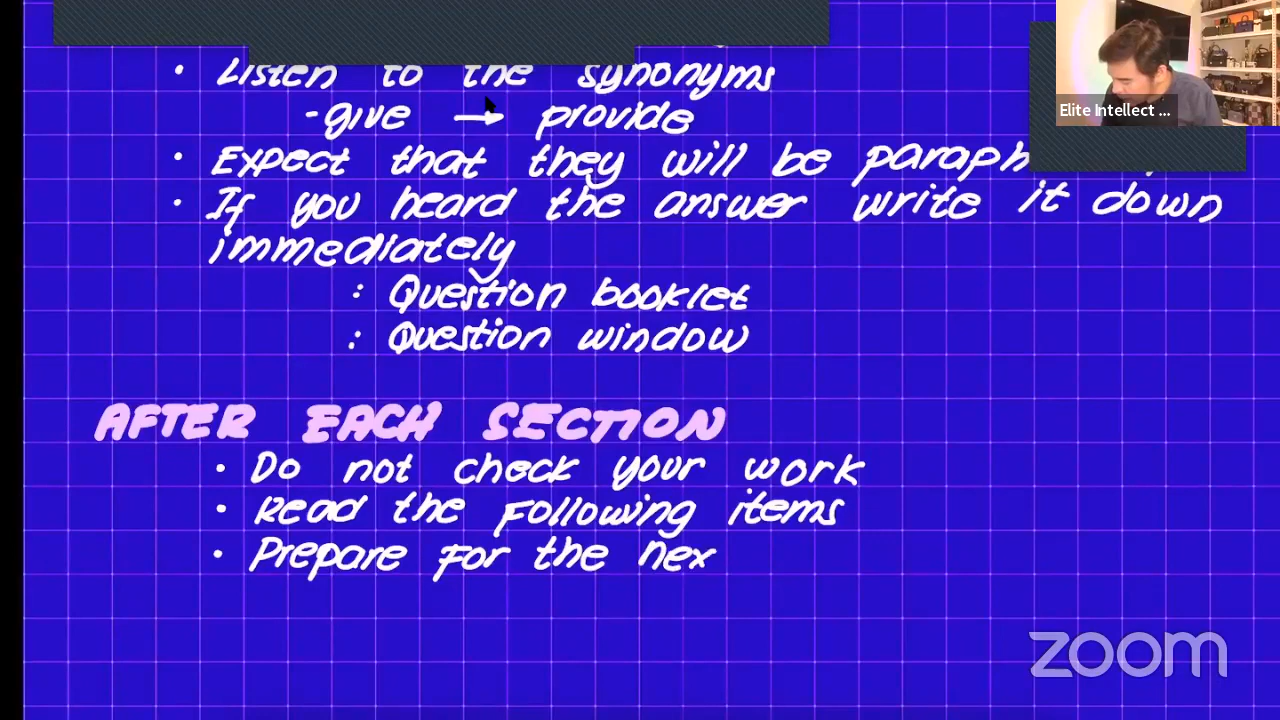 Elite Intellect ...
• Listen to the synonyms
-give → provide
• Expect that they will be
• If you heard the answer write it down
immediately
: Question booklet
: Question window
AFTER EACH SECTION
• Do not check your work
• Read the following items
• Prepare for the nex
zoom